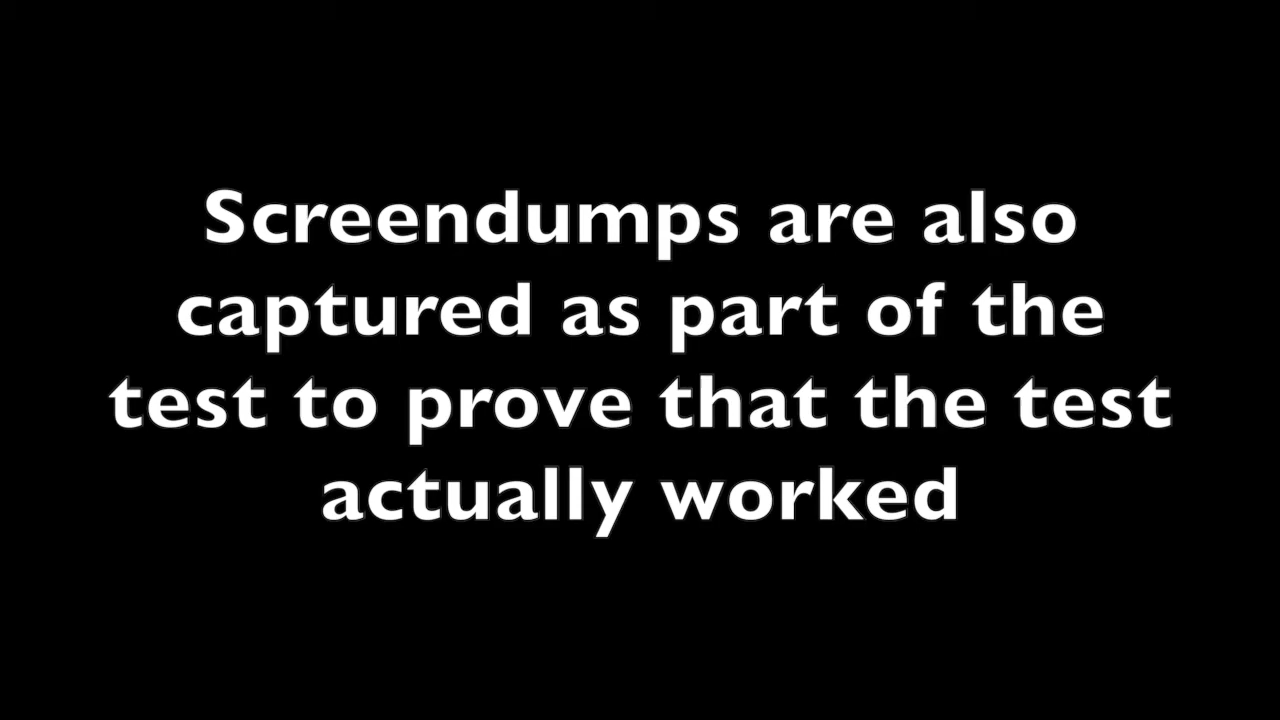 Screendumps are also
captured as part of the
test to prove that the test
actually worked